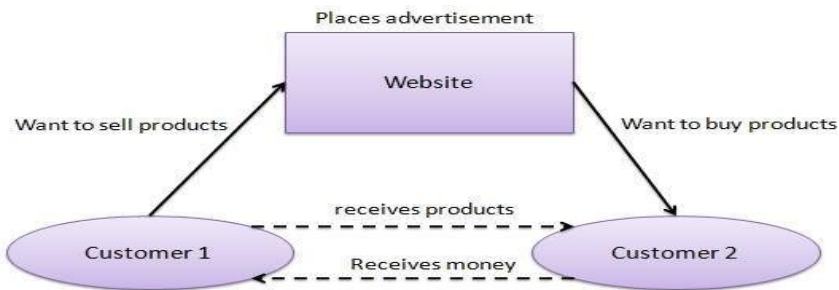 Places advertisement
Website
Want to sell products
Want to buy products
receives products
Customer 1
Customer 2
Receives money